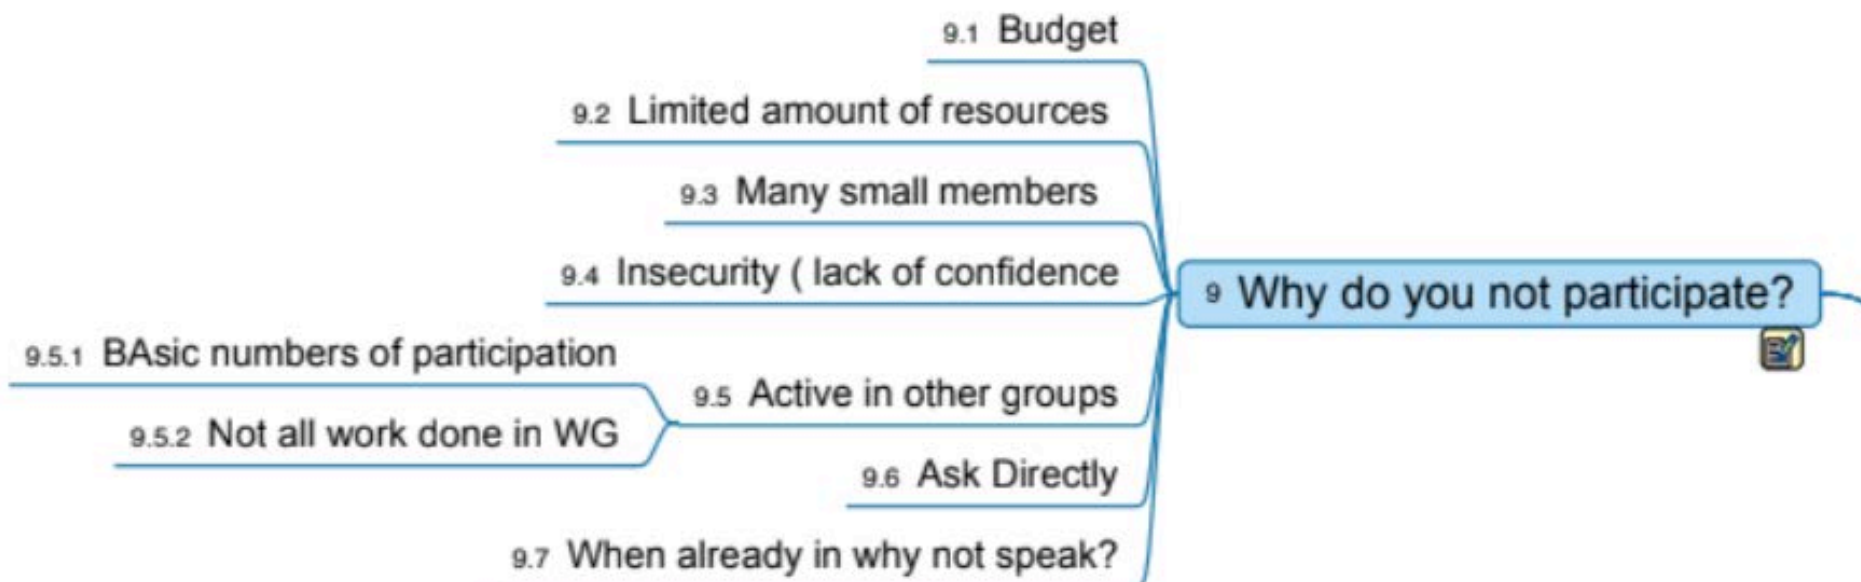 9.1 Budget
9.2 Limited amount of resources
9.3 Many small members
9.4 Insecurity ( lack of confidence
9 Why do you not participate?
9.5.1 BAsic numbers of participation
9.5 Active in other groups
9.5.2 Not all work done in WG
9.6 Ask Directly
9.7 When already in why not speak?